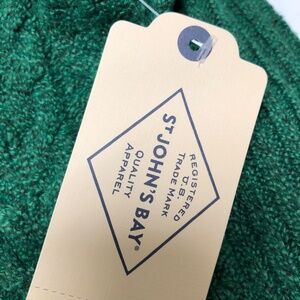 REGISTERED
U.S.
TRADE MARK
ST JOHN'S BAY®
QUALITY
APPAREL